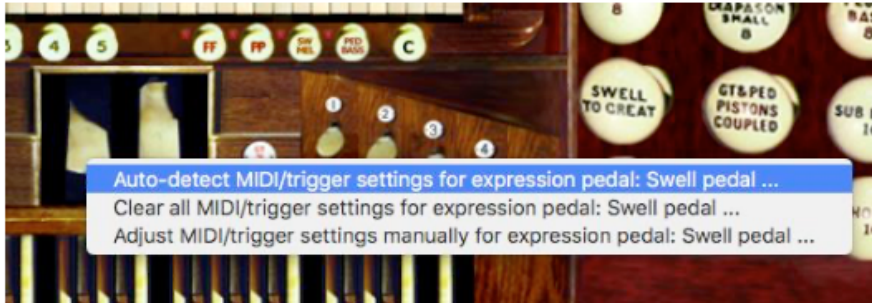 8
DIAPASON
SMALL
8
3
4
5
FF
PP
SW
MEL
PED
BASS
C
SWELL
TO GREAT
GT&PED
PISTONS
COUPLED
SUB
1
2
3
4
Auto-detect MIDI/trigger settings for expression pedal: Swell pedal ...
Clear all MIDI/trigger settings for expression pedal: Swell pedal ...
Adjust MIDI/trigger settings manually for expression pedal: Swell pedal ...